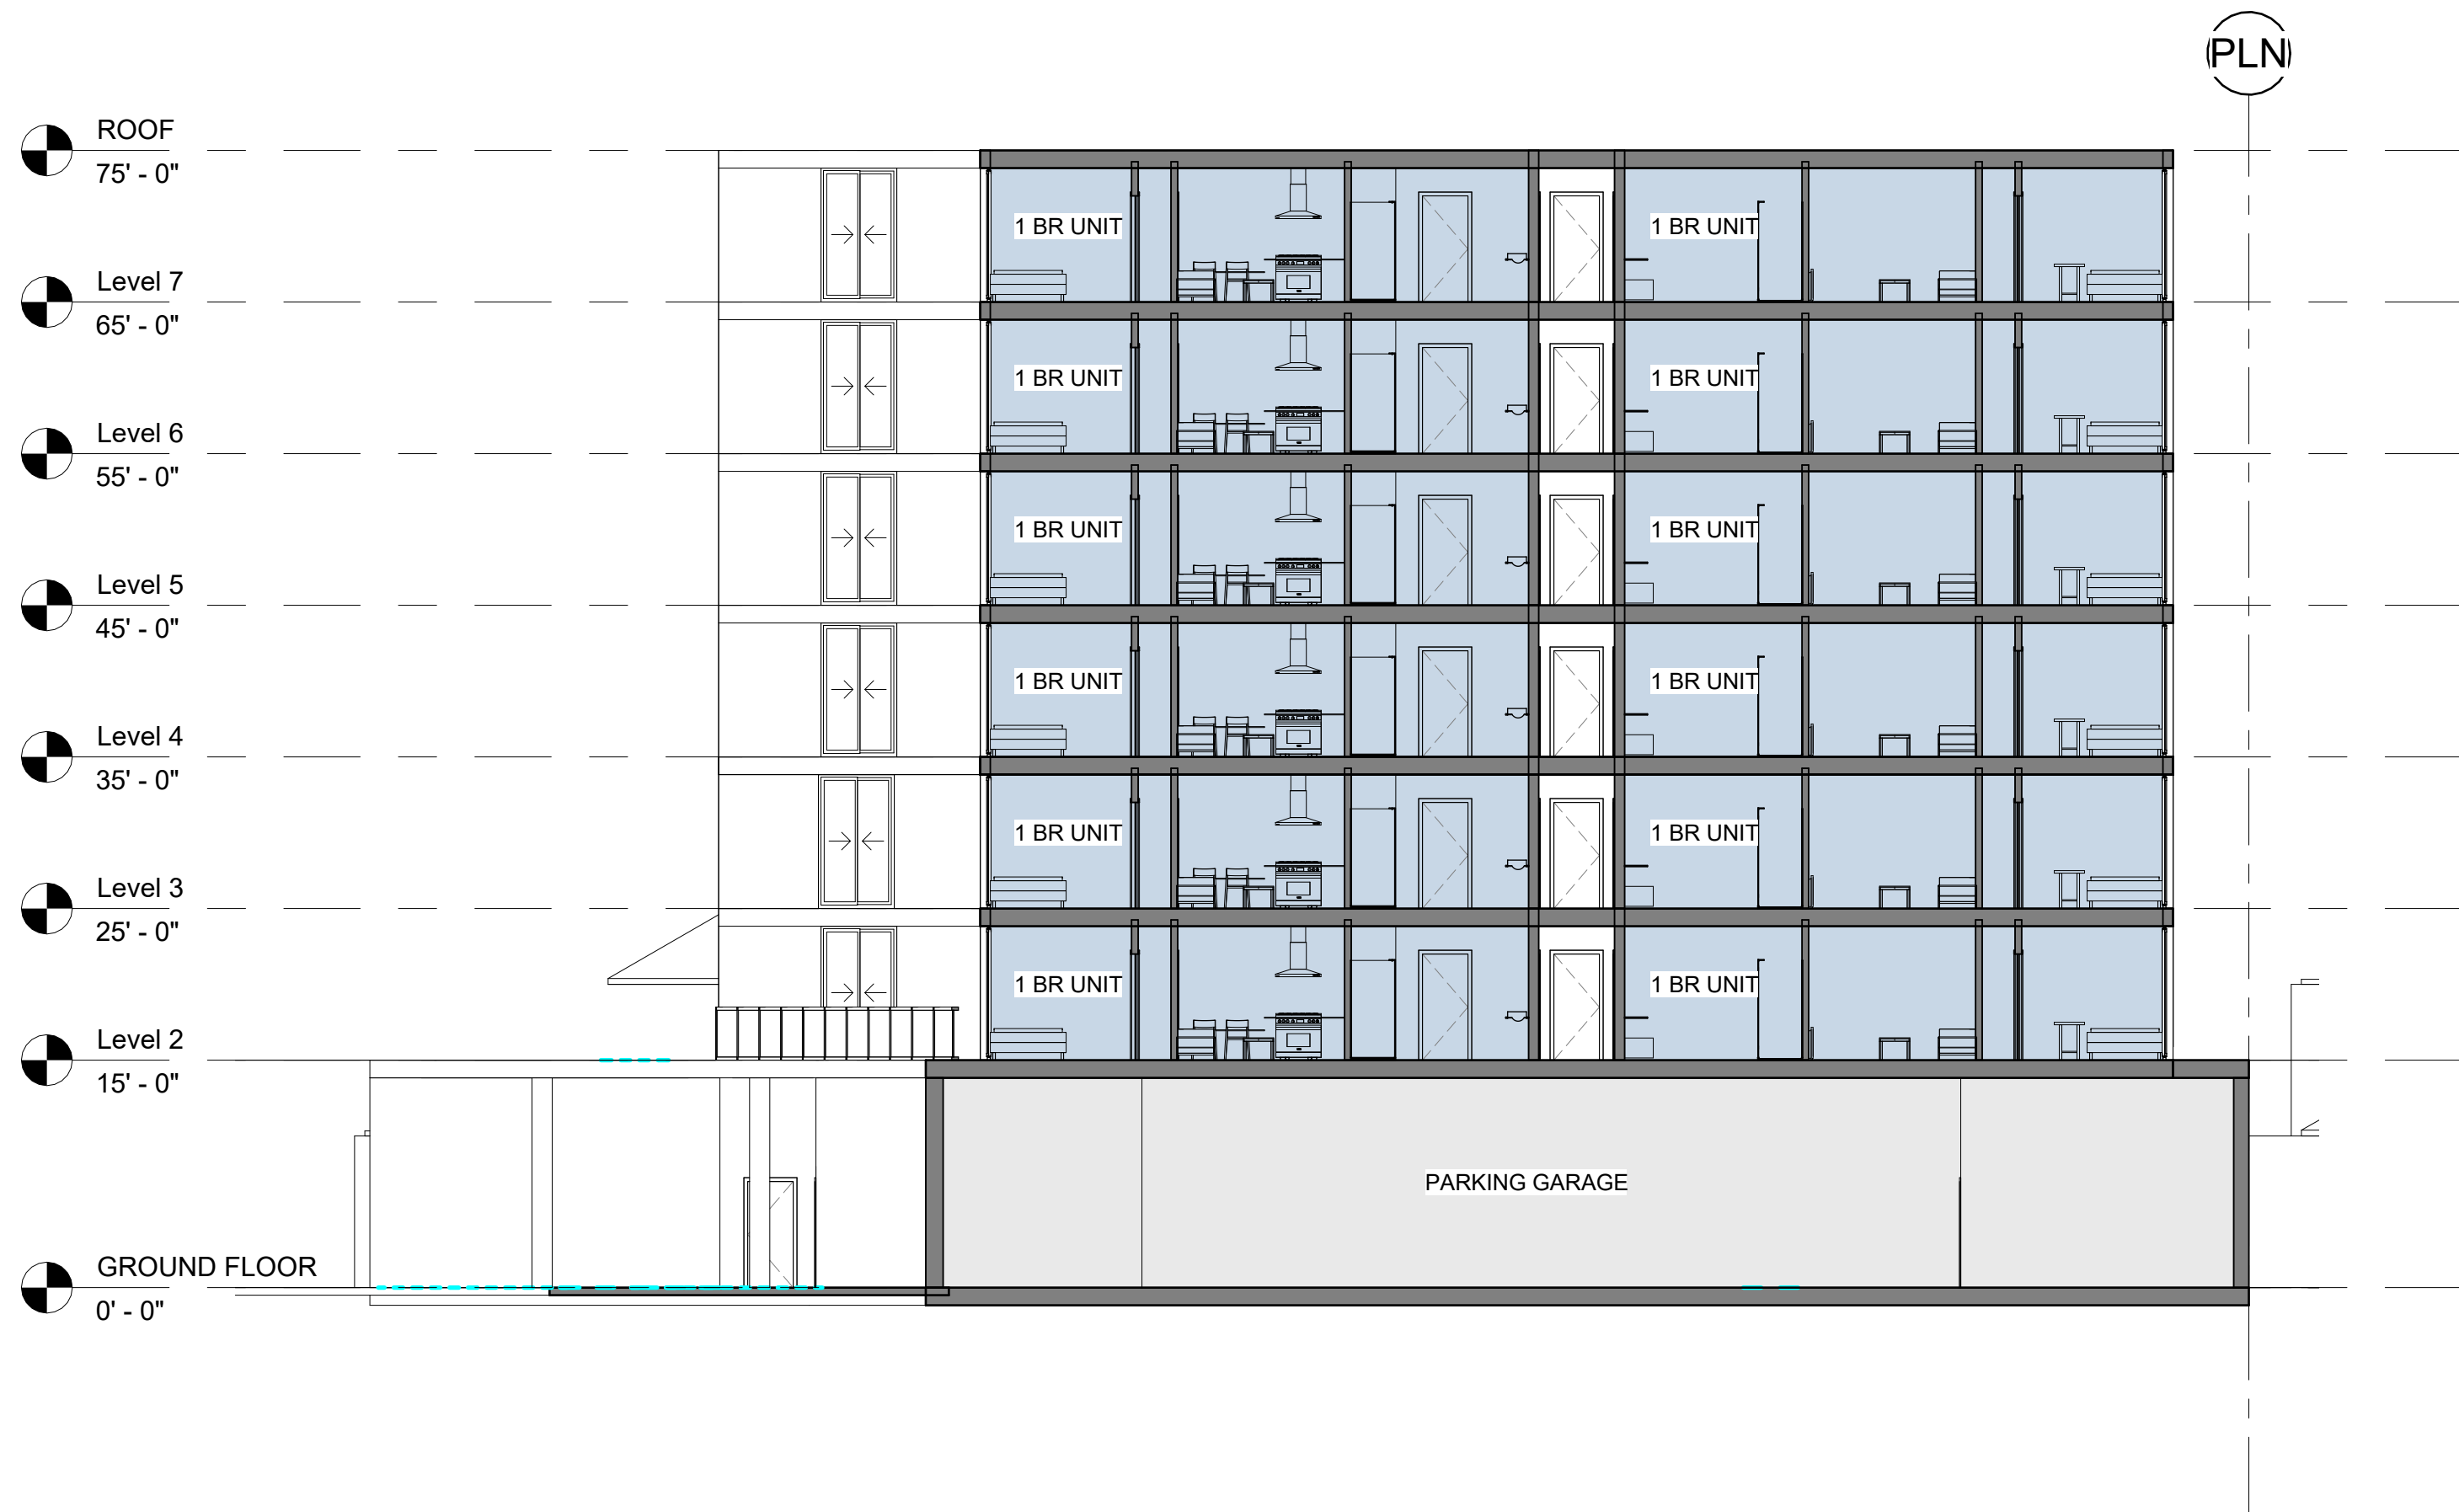 PLN
ROOF
75' - 0"
1 BR UNIT 1 BR UNIT
Level 7
65' - 0"
1 BR UNIT 1 BR UNIT
Level 6
55' - 0"
1 BR UNIT 1 BR UNIT
Level 5
45' - 0"
1 BR UNIT 1 BR UNIT
Level 4
35' - 0"
1 BR UNIT 1 BR UNIT
Level 3
25' - 0"
1 BR UNIT 1 BR UNIT
Level 2
15' - 0"
PARKING GARAGE
GROUND FLOOR
0' - 0"